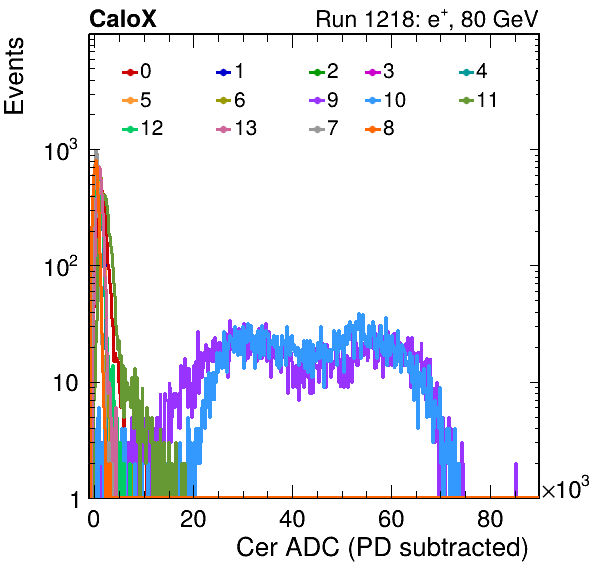 CaloX Run 1218: e⁺, 80 GeV
Events
0 1 2 3 4
5 6 9 10 11
12 13 7 8
10³
10²
10
1
0 20 40 60 80
×10³
Cer ADC (PD subtracted)